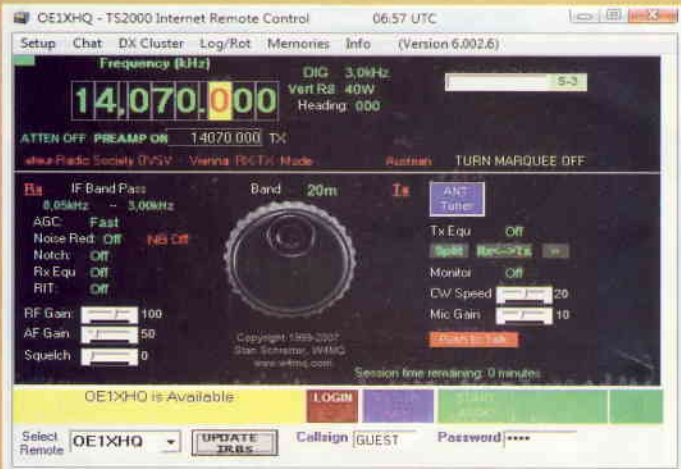 OE1XHQ - TS2000 Internet Remote Control 06:57 UTC
Setup Chat DX Cluster Log/Rot Memories Info (Version 6.002.6)
Frequency (kHz)
14,070.000
DIG 3,0kHz
Vert R8 40W
Heading: 000
S-3
ATTEN OFF PREAMP ON 14070.000 TX
ateur Radio Society OVSV - Vienna RX-TX Mode Austrian TURN MARQUEE OFF
Rx IF Band Pass Band 20m Tx ANT Tuner
0,05kHz - 3,00kHz
AGC: Fast
Noise Red: Off NB Off
Notch: Off
Rx Equ Off
RIT: Off
RF Gain: 100
AF Gain 50
Squelch 0
Tx Equ Off
Split Rx<->Tx =
Monitor Off
CW Speed 20
Mic Gain 10
Push to Talk
Copyright 1999-2007
Stan Schretter, W4MQ
www.w4mq.com
Session time remaining: 0 minutes
OE1XHQ is Available LOGIN
Select Remote OE1XHQ UPDATE IRBs Callsign GUEST Password ••••